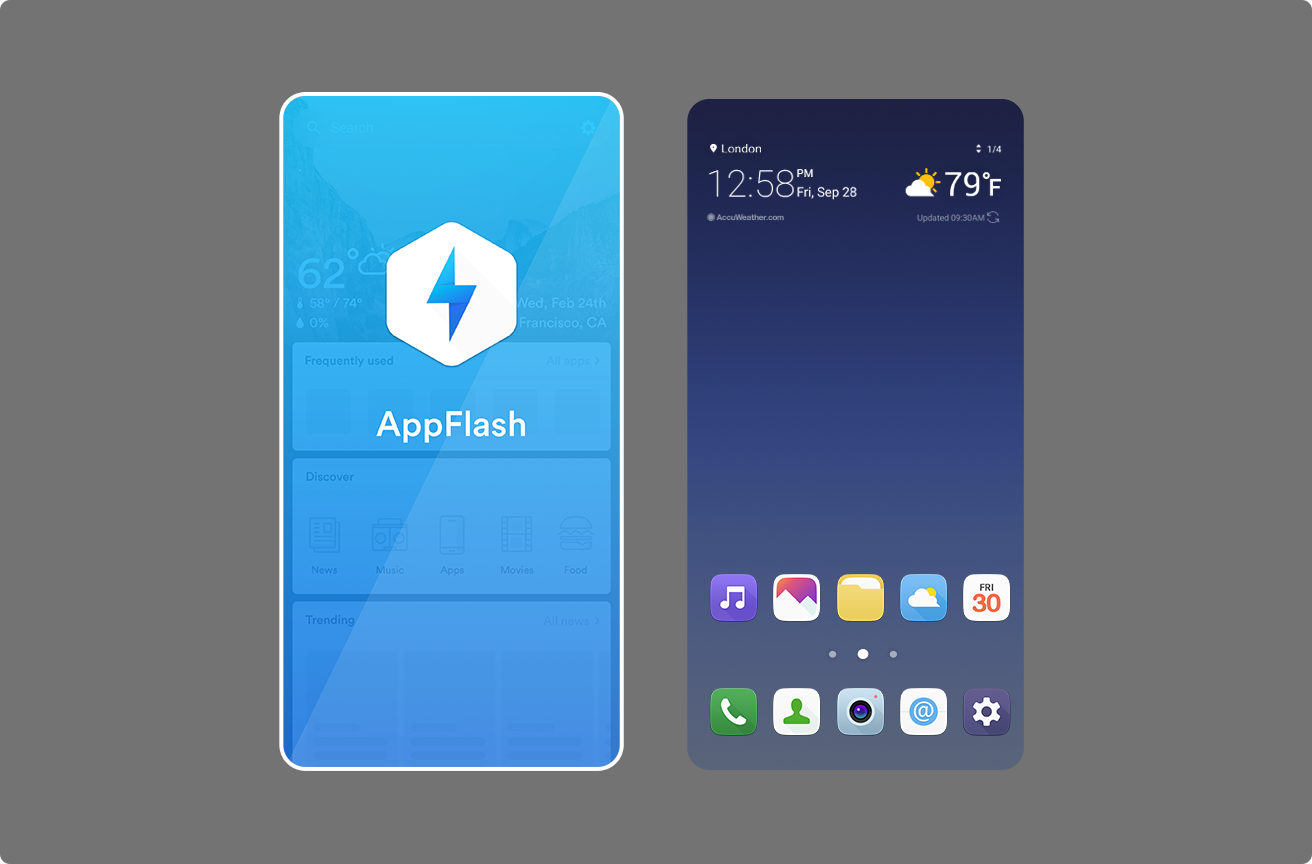 Search
62°
58° / 74°
0%
Wed, Feb 24th
Francisco, CA
Frequently used
All apps >
AppFlash
Discover
News
Music
Apps
Movies
Food
Trending
All news >
London
1/4
12:58 PM
Fri, Sep 28
79°F
AccuWeather.com
Updated 09:30AM
FRI
30
@